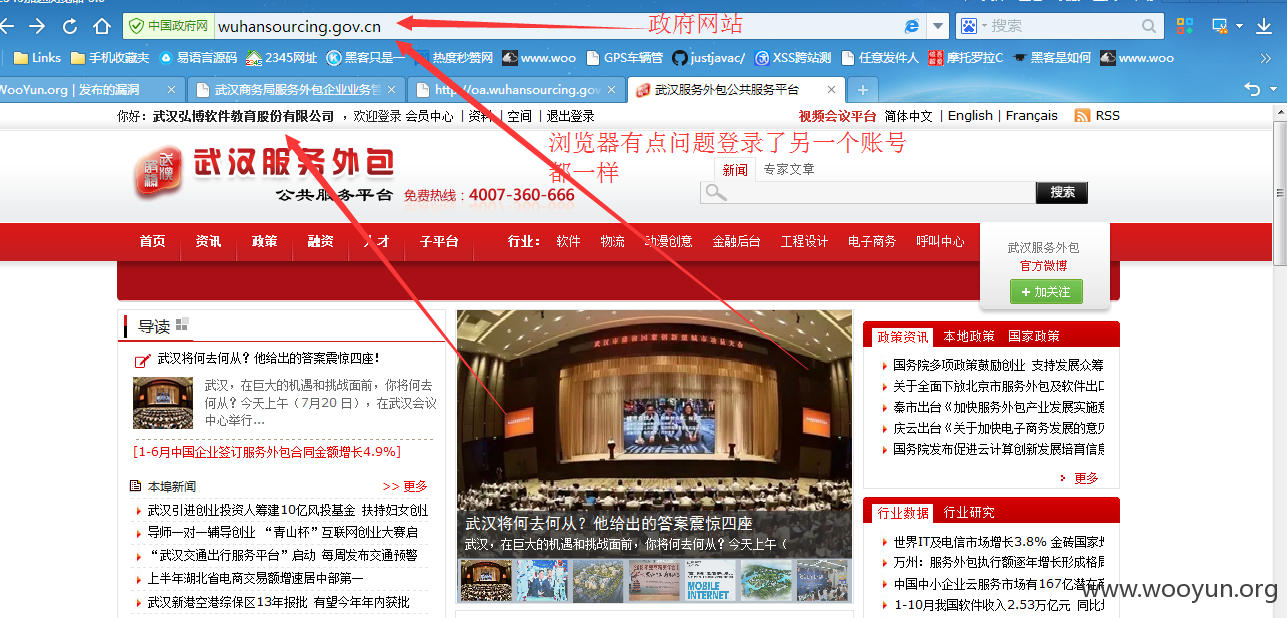 中国政府网 wuhansourcing.gov.cn 搜索
政府网站
Links 手机收藏夹 易语言源码 2345网址 黑客只是一 热度秒赞网 www.woo GPS车辆管 justjavac/ XSS跨站测 任意发件人 摩托罗拉C 黑客是如何 www.woo
WooYun.org | 发布的漏洞 武汉商务局服务外包企业业务管 http://oa.wuhansourcing.gov 武汉服务外包公共服务平台
你好：武汉弘博软件教育股份有限公司 ，欢迎登录 会员中心 | 资料 | 空间 | 退出登录 视频会议平台 简体中文 | English | Français RSS
浏览器有点问题登录了另一个账号
都一样
武汉服务外包
公共服务平台 免费热线：4007-360-666
新闻 专家文章
搜索
首页 资讯 政策 融资 人才 子平台 行业： 软件 物流 动漫创意 金融后台 工程设计 电子商务 呼叫中心
武汉服务外包
官方微博
+ 加关注
导读
武汉将何去何从？他给出的答案震惊四座！
武汉，在巨大的机遇和挑战面前，你将何去
何从？今天上午（7月20 日），在武汉会议
中心举行...
[1-6月中国企业签订服务外包合同金额增长4.9%]
本埠新闻 >> 更多
武汉引进创业投资人筹建10亿风投基金 扶持妇女创业
导师一对一辅导创业 “青山杯”互联网创业大赛启
“武汉交通出行服务平台”启动 每周发布交通预警
上半年湖北省电商交易额增速居中部第一
武汉新港空港综保区13年报批 有望今年年内获批
武汉将何去何从？他给出的答案震惊四座
武汉，在巨大的机遇和挑战面前，你将何去何从？今天上午（
MOBILE
INTERNET
政策资讯 本地政策 国家政策
国务院多项政策鼓励创业 支持发展众筹
关于全面下放北京市服务外包及软件出口
秦市出台《加快服务外包产业发展实施意
庆云出台《关于加快电子商务发展的意见
国务院发布促进云计算创新发展培育信息
更多
行业数据 行业研究
世界IT及电信市场增长3.8% 金砖国家增
万州：服务外包执行额逐年增长形成格局
中国中小企业云服务市场有167亿潜在
1-10月我国软件收入2.53万亿元 同比增
www.wooyun.org